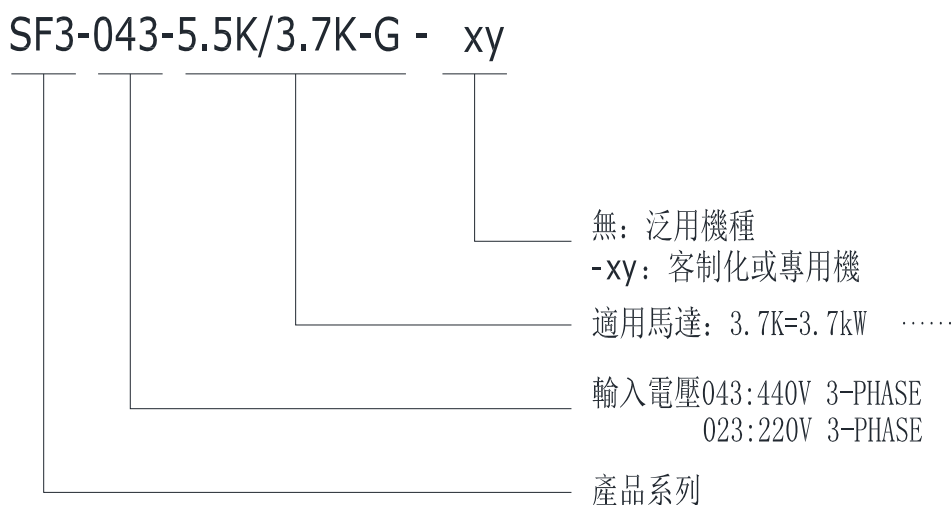 SF3-043-5.5K/3.7K-G - xy
無：泛用機種
-xy：客制化或專用機
適用馬達：3.7K=3.7kW ······
輸入電壓043:440V 3-PHASE
023:220V 3-PHASE
產品系列